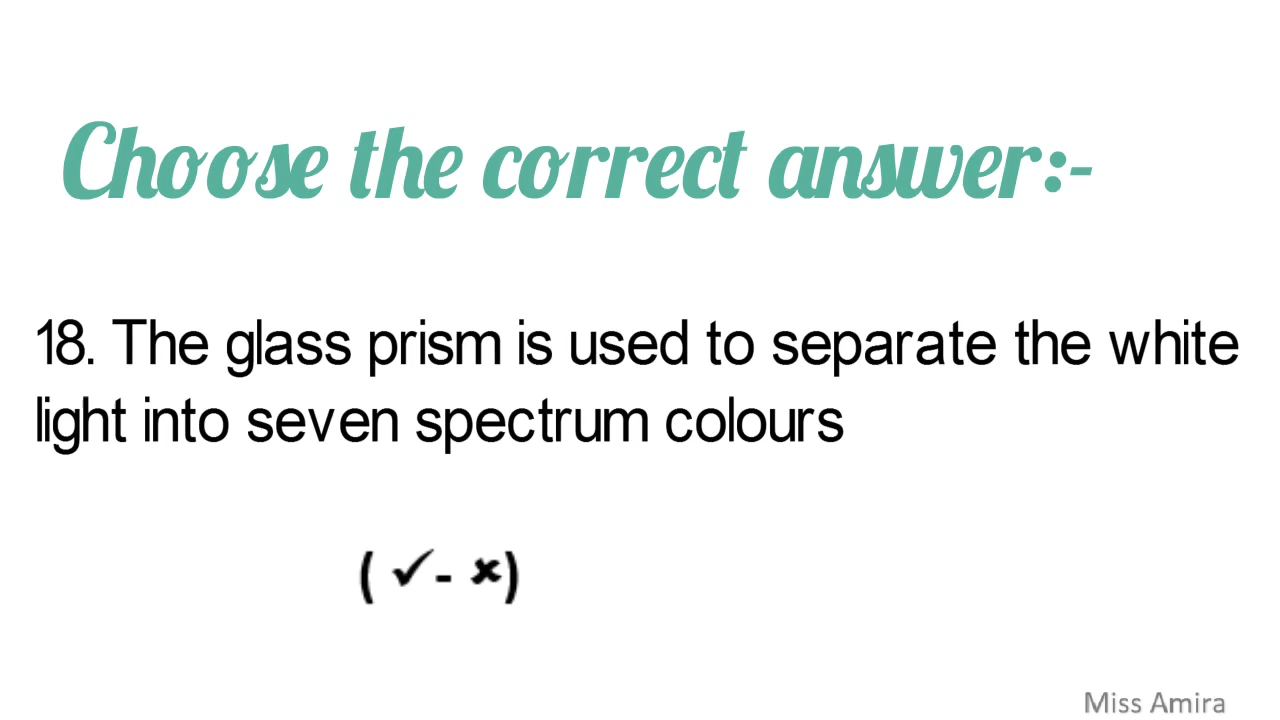 Choose the correct answer:-
18. The glass prism is used to separate the white
light into seven spectrum colours
( ✓- ×)
Miss Amira